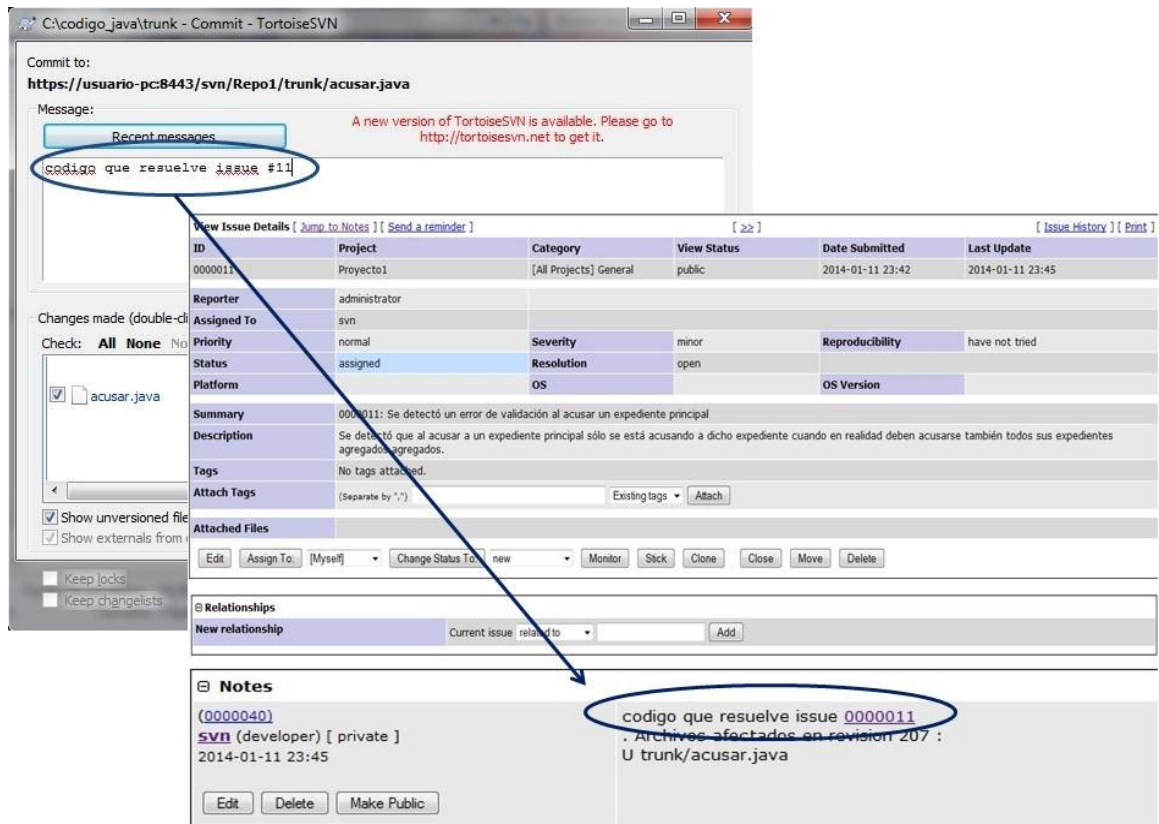 C:\codigo_java\trunk - Commit - TortoiseSVN
Commit to:
https://usuario-pc:8443/svn/Repo1/trunk/acusar.java
Message:
Recent messages
A new version of TortoiseSVN is available. Please go to
http://tortoisesvn.net to get it.
codigo que resuelve issue #11
View Issue Details [ Jump to Notes ] [ Send a reminder ] [ >> ] [ Issue History ] [ Print ]
ID Project Category View Status Date Submitted Last Update
0000011 Proyecto1 [All Projects] General public 2014-01-11 23:42 2014-01-11 23:45
Reporter administrator
Changes made (double-cli
Assigned To svn
Check: All None No
Priority normal Severity minor Reproducibility have not tried
Status assigned Resolution open
Platform OS OS Version
acusar.java
Summary 0000011: Se detectó un error de validación al acusar un expediente principal
Description Se detectó que al acusar a un expediente principal sólo se está acusando a dicho expediente cuando en realidad deben acusarse también todos sus expedientes
agregados agregados.
Tags No tags attached.
Attach Tags (Separate by ",") Existing tags Attach
Show unversioned file
Attached Files
Show externals from
Edit Assign To: [Myself] Change Status To: new Monitor Stick Clone Close Move Delete
Keep locks
Keep changelists
Relationships
New relationship Current issue related to Add
Notes
(0000040)
svn (developer) [ private ]
2014-01-11 23:45
codigo que resuelve issue 0000011
. Archivos afectados en revision 207 :
U trunk/acusar.java
Edit Delete Make Public